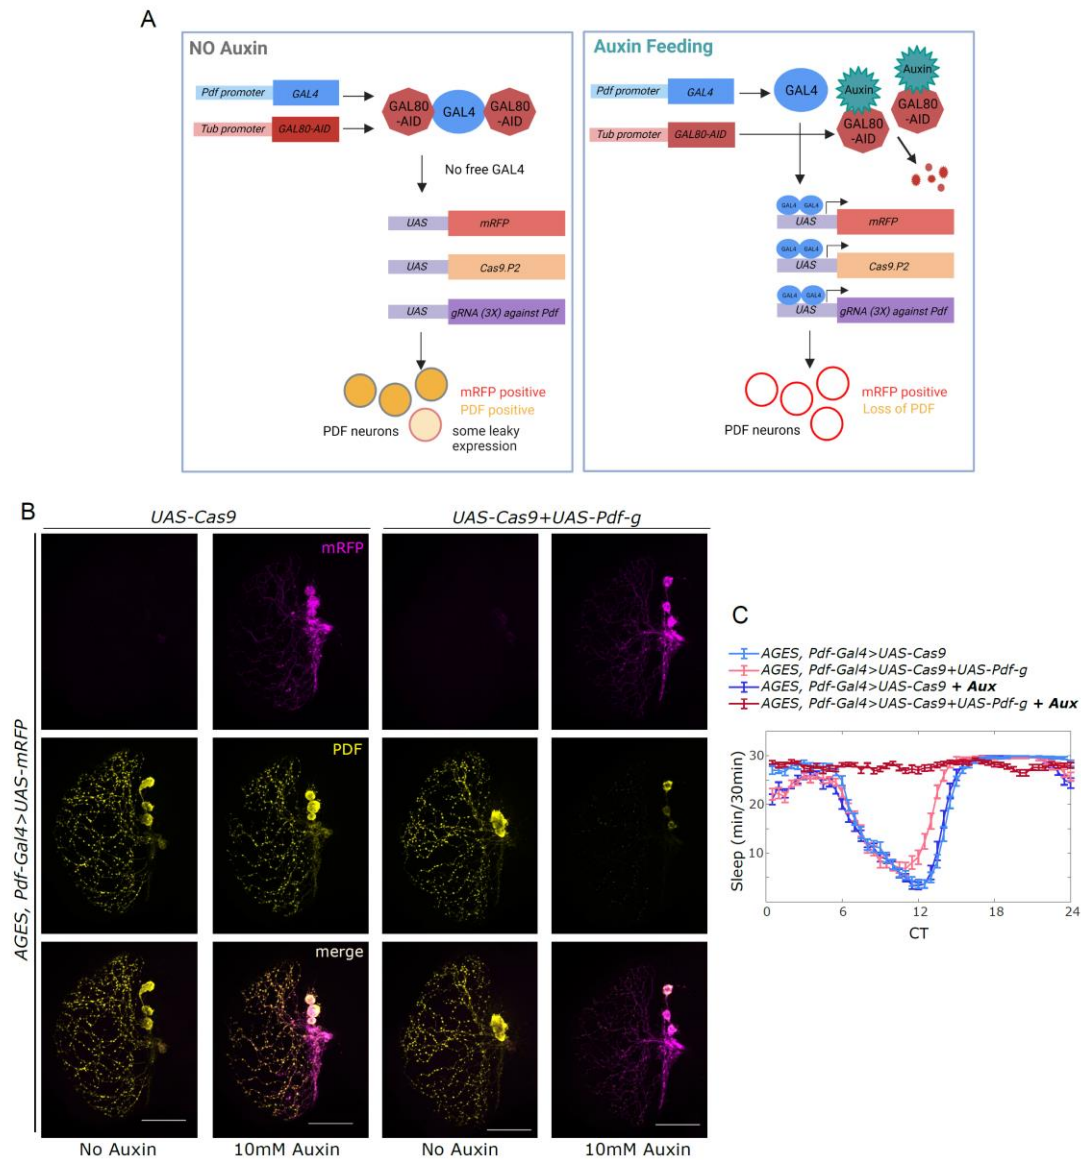 A
NO Auxin
Pdf promoter GAL4
Tub promoter GAL80-AID
GAL80 -AID GAL4 GAL80 -AID
No free GAL4
UAS mRFP
UAS Cas9.P2
UAS gRNA (3X) against Pdf
mRFP positive
PDF positive
PDF neurons
some leaky
expression
Auxin Feeding
Pdf promoter GAL4
Tub promoter GAL80-AID
GAL4
Auxin
GAL80
-AID
Auxin
GAL80
-AID
GAL4 GAL4
UAS mRFP
GAL4 GAL4
UAS Cas9.P2
GAL4 GAL4
UAS gRNA (3X) against Pdf
mRFP positive
Loss of PDF
PDF neurons
B
UAS-Cas9 UAS-Cas9+UAS-Pdf-g
AGES, Pdf-Gal4>UAS-mRFP
mRFP
PDF
merge
No Auxin 10mM Auxin No Auxin 10mM Auxin
C
AGES, Pdf-Gal4>UAS-Cas9
AGES, Pdf-Gal4>UAS-Cas9+UAS-Pdf-g
AGES, Pdf-Gal4>UAS-Cas9 + Aux
AGES, Pdf-Gal4>UAS-Cas9+UAS-Pdf-g + Aux
Sleep (min/30min)
30
20
10
0 6 12 18 24
CT